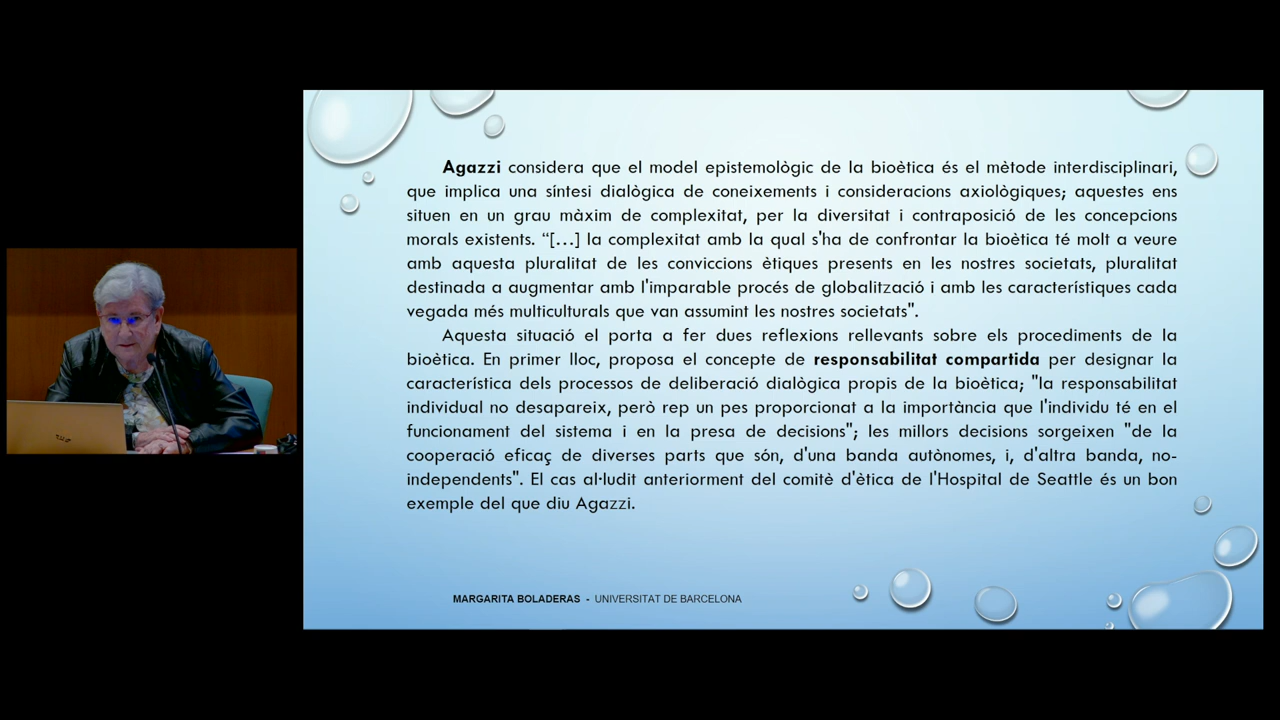 Agazzi considera que el model epistemològic de la bioètica és el mètode interdisciplinari,
que implica una síntesi dialògica de coneixements i consideracions axiològiques; aquestes ens
situen en un grau màxim de complexitat, per la diversitat i contraposició de les concepcions
morals existents. “[…] la complexitat amb la qual s'ha de confrontar la bioètica té molt a veure
amb aquesta pluralitat de les conviccions ètiques presents en les nostres societats, pluralitat
destinada a augmentar amb l'imparable procés de globalització i amb les característiques cada
vegada més multiculturals que van assumint les nostres societats".
Aquesta situació el porta a fer dues reflexions rellevants sobre els procediments de la
bioètica. En primer lloc, proposa el concepte de responsabilitat compartida per designar la
característica dels processos de deliberació dialògica propis de la bioètica; "la responsabilitat
individual no desapareix, però rep un pes proporcionat a la importància que l'individu té en el
funcionament del sistema i en la presa de decisions"; les millors decisions sorgeixen "de la
cooperació eficaç de diverses parts que són, d'una banda autònomes, i, d'altra banda, no-
independents". El cas al·ludit anteriorment del comitè d'ètica de l'Hospital de Seattle és un bon
exemple del que diu Agazzi.
MARGARITA BOLADERAS - UNIVERSITAT DE BARCELONA